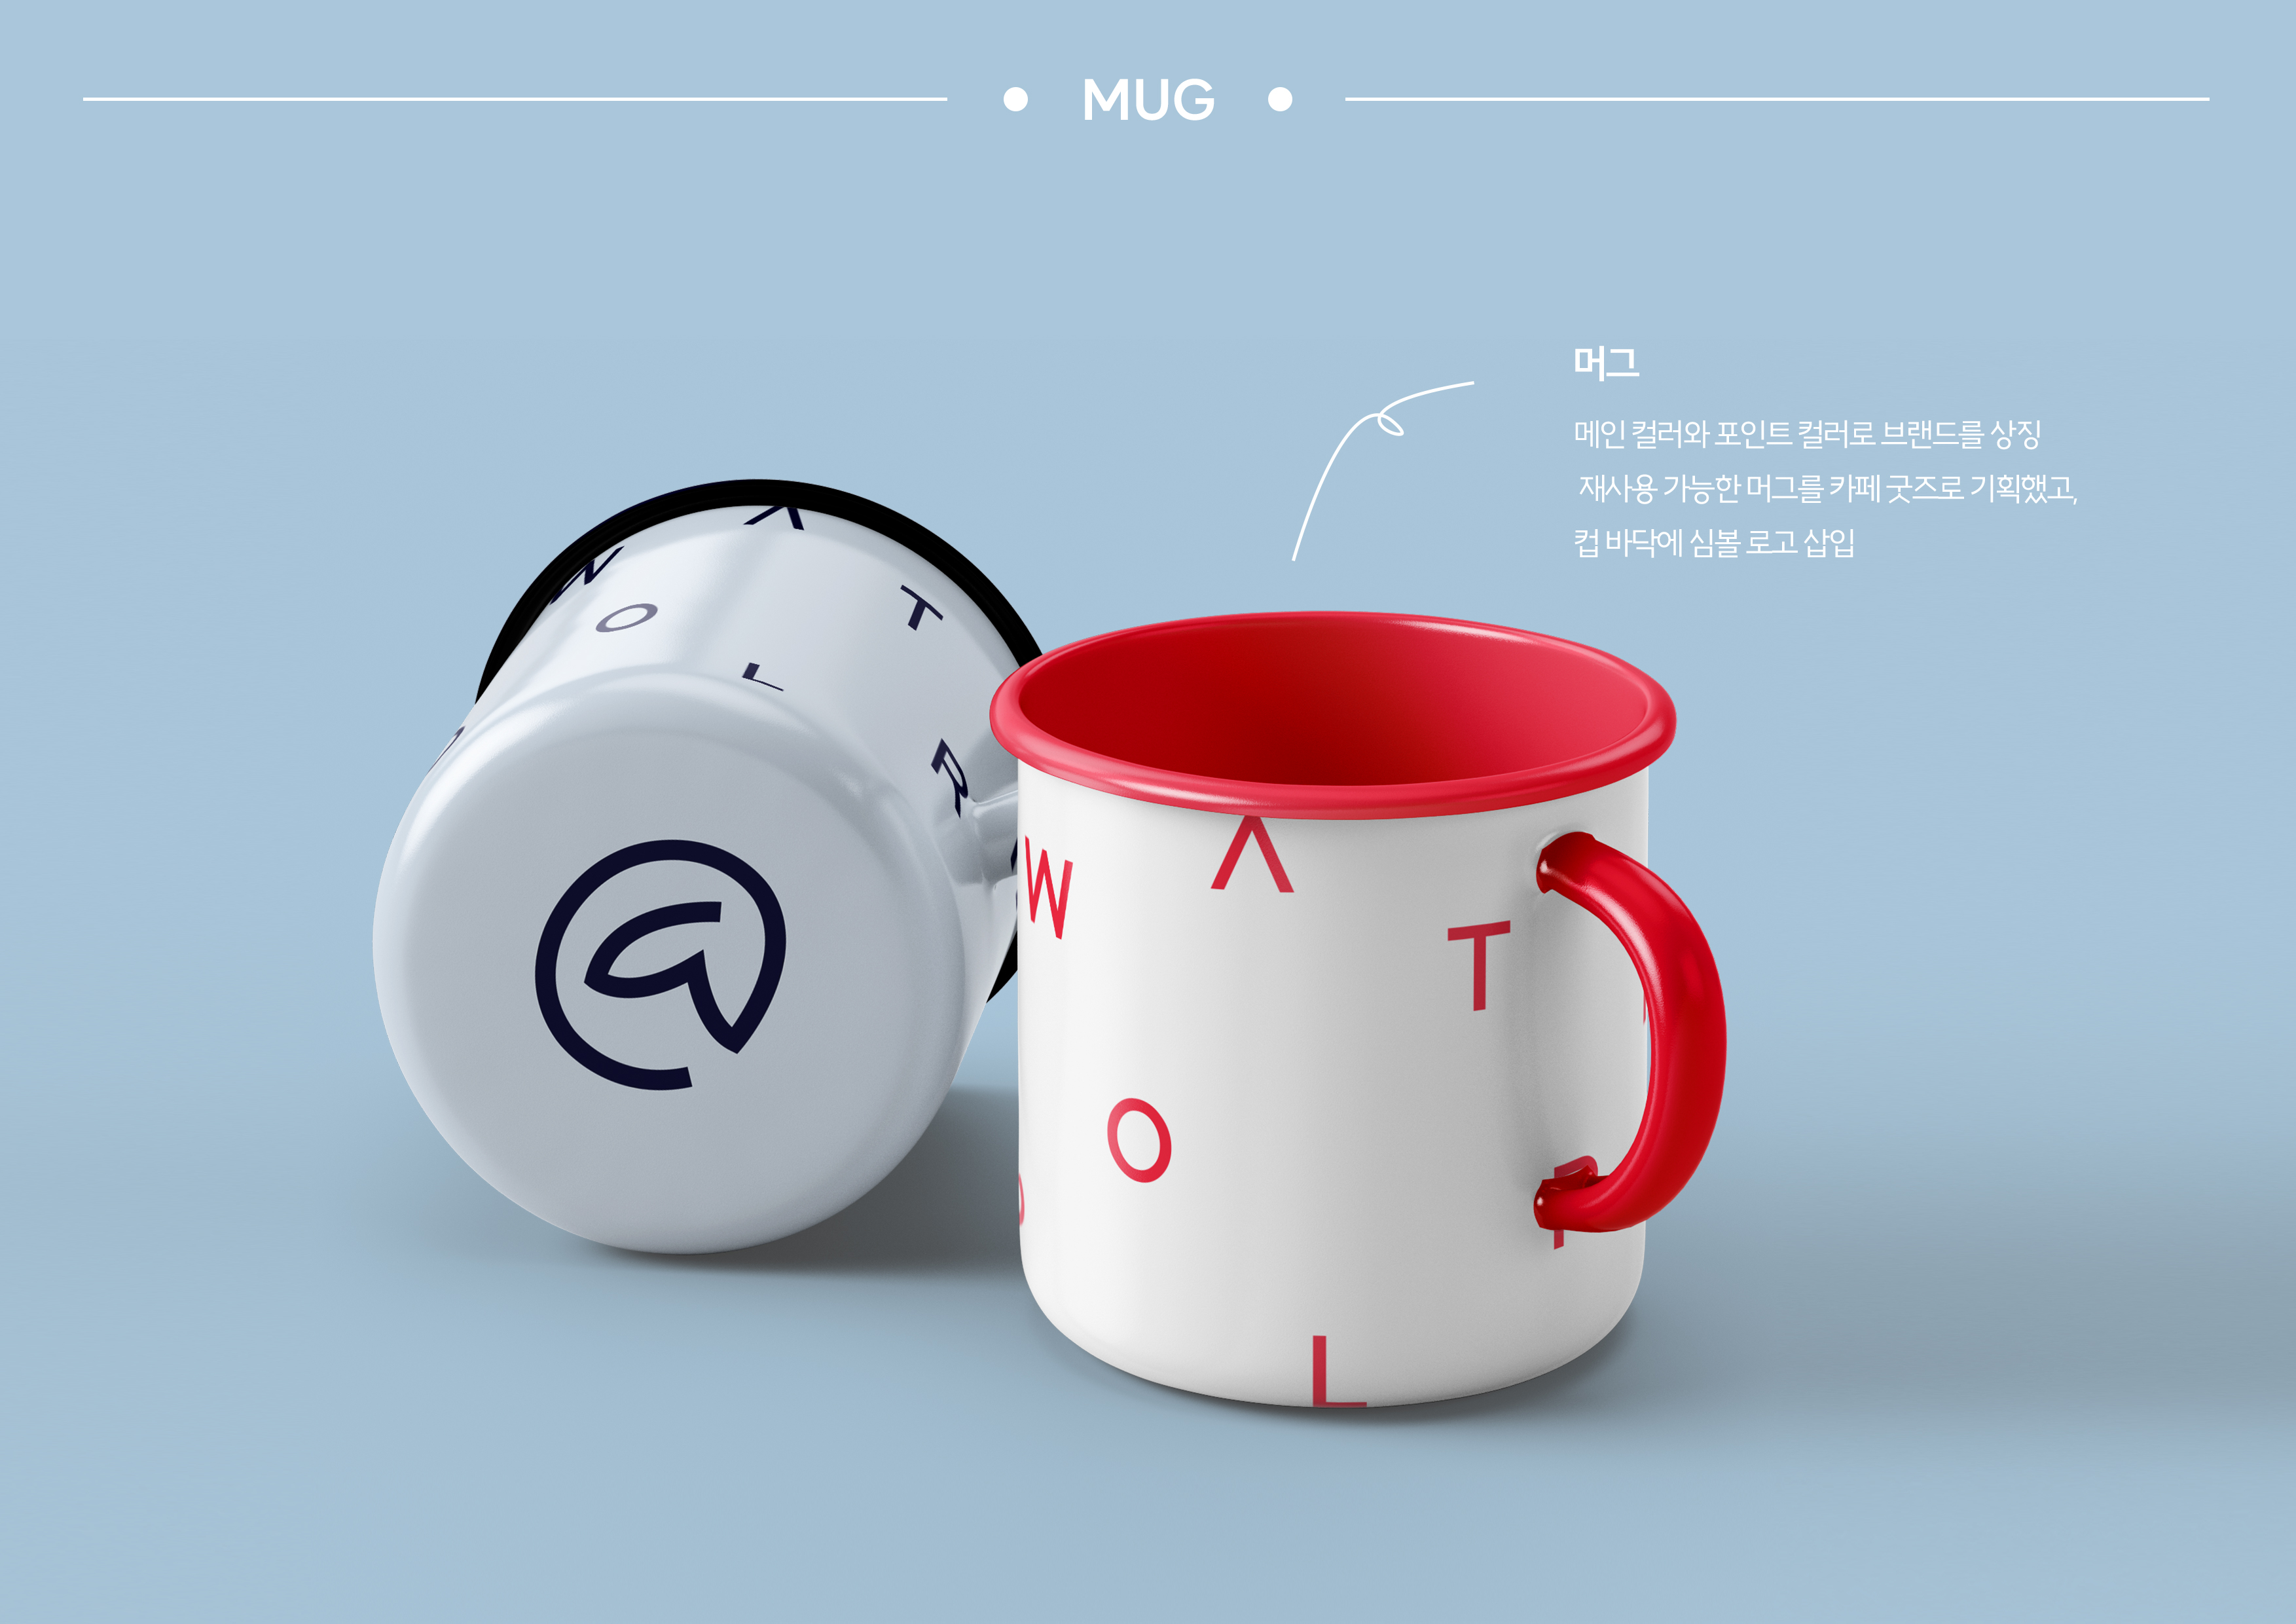 MUG
머그
메인 컬러와 포인트 컬러로 브랜드를 상징
재사용 가능한 머그를 카페 굿즈로 기획했고,
컵 바닥에 심볼 로고 삽입
W Λ T
O L
R
W Λ
T
O
R
L